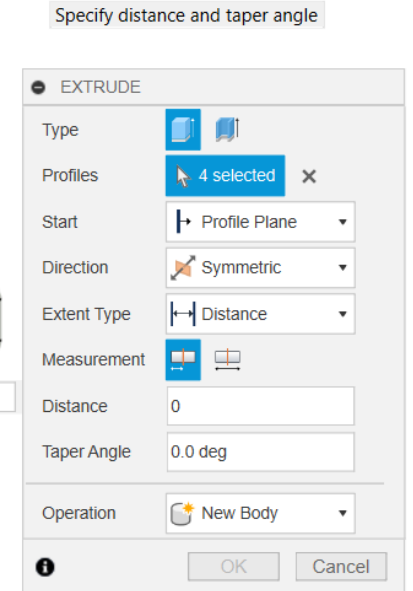 Specify distance and taper angle
EXTRUDE
Type
Profiles 4 selected
Start Profile Plane
Direction Symmetric
Extent Type Distance
Measurement
Distance 0
Taper Angle 0.0 deg
Operation New Body
OK Cancel